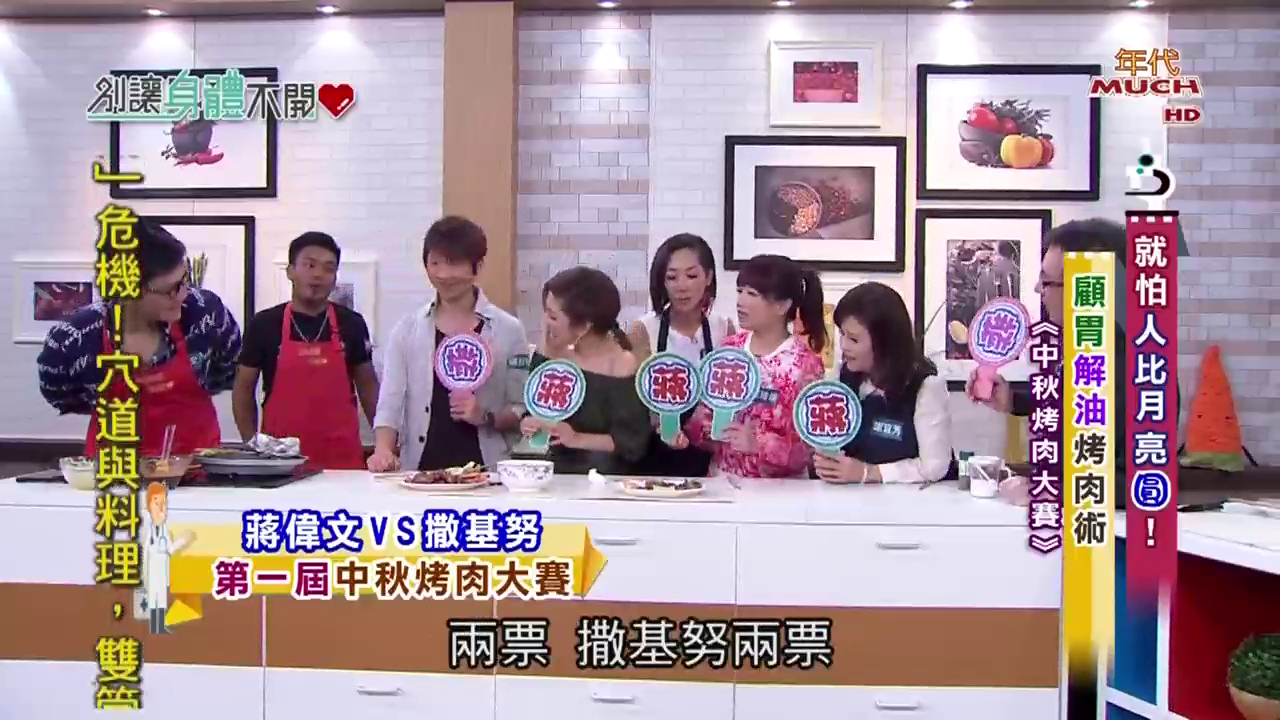 別讓身體不開
年代
MUCH
HD
」危機!穴道與料理,雙管
就怕人比月亮圓!
顧胃解油烤肉術
《中秋烤肉大賽》
撒
蔣
蔣
蔣
蔣
撒
蔣偉文VS撒基努
第一屆中秋烤肉大賽
兩票 撒基努兩票